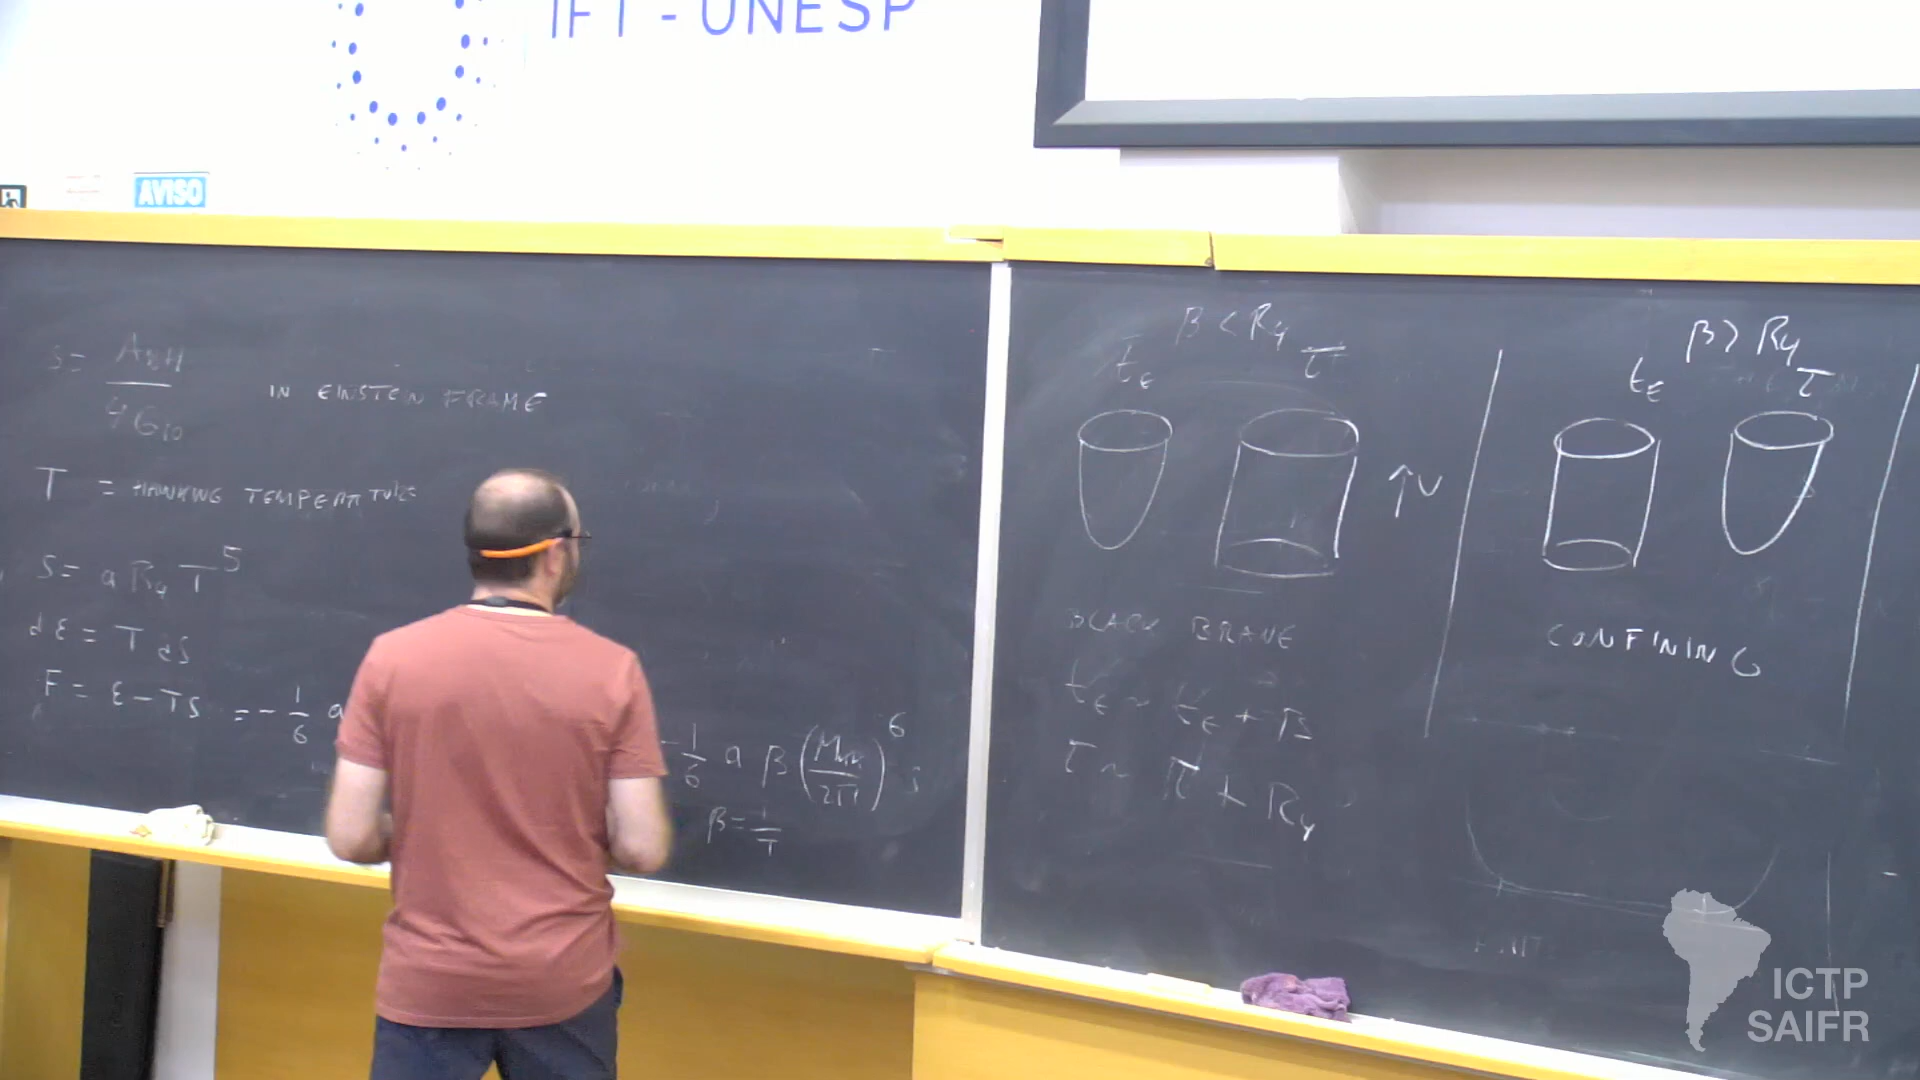 IFT - UNESP
AVISO
S = A_BH / 4G_10 IN EINSTEIN FRAME
T = HAWKING TEMPERATURE
S = a R_4 T^5
dE = T dS
F = E - TS = - 1/6 a
- 1/6 a β (M_KK / 2π)^6
β = 1/T
β < R_4
t_E τ
↑ U
BLACK BRANE
t_E ~ t_E + β
τ ~ τ + R_4
β > R_4
t_E τ
CONFINING
ICTP
SAIFR